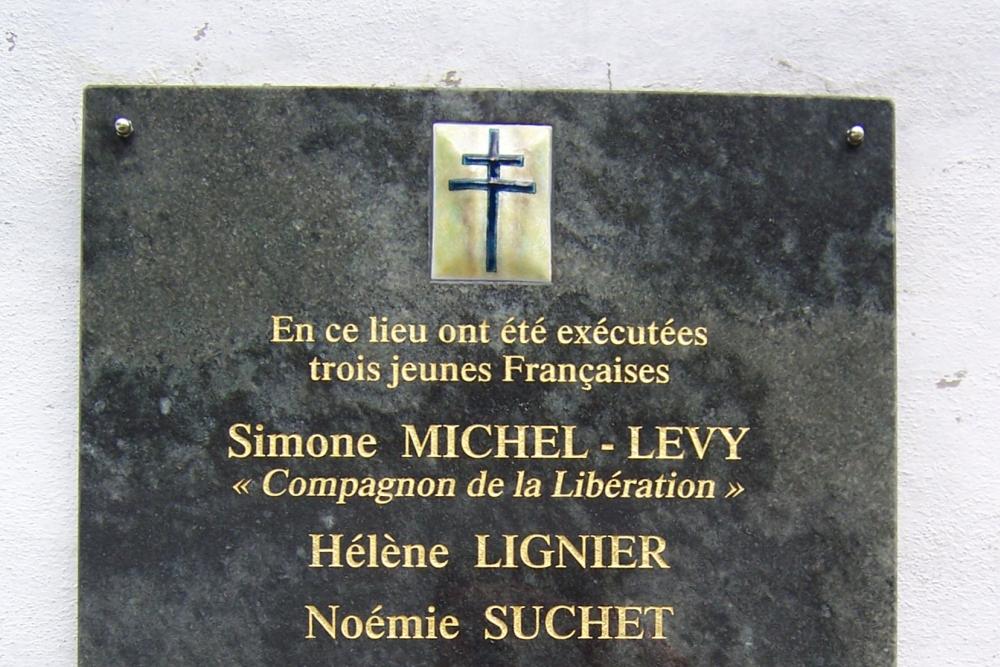 En ce lieu ont été exécutées
trois jeunes Françaises
Simone MICHEL - LEVY
« Compagnon de la Libération »
Hélène LIGNIER
Noémie SUCHET